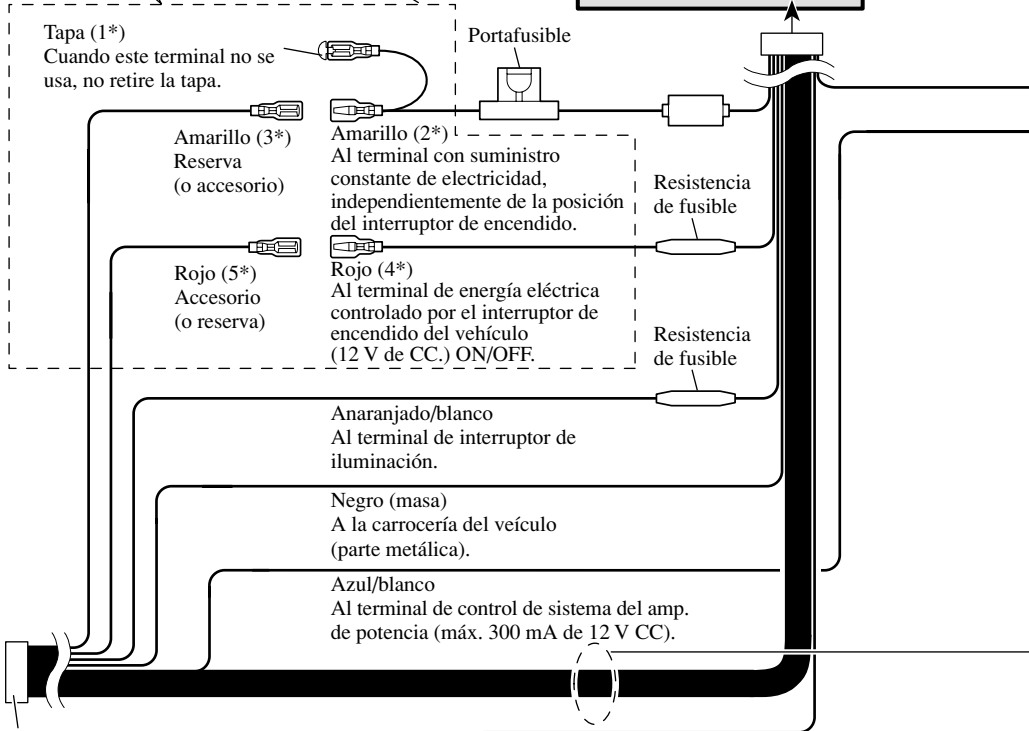 Tapa (1*)
Cuando este terminal no se
usa, no retire la tapa.
Portafusible
Amarillo (3*)
Reserva
(o accesorio)
Amarillo (2*)
Al terminal con suministro
constante de electricidad,
independientemente de la posición
del interruptor de encendido.
Resistencia
de fusible
Rojo (5*)
Accesorio
(o reserva)
Rojo (4*)
Al terminal de energía eléctrica
controlado por el interruptor de
encendido del vehículo
(12 V de CC.) ON/OFF.
Resistencia
de fusible
Anaranjado/blanco
Al terminal de interruptor de
iluminación.
Negro (masa)
A la carrocería del veículo
(parte metálica).
Azul/blanco
Al terminal de control de sistema del amp.
de potencia (máx. 300 mA de 12 V CC).